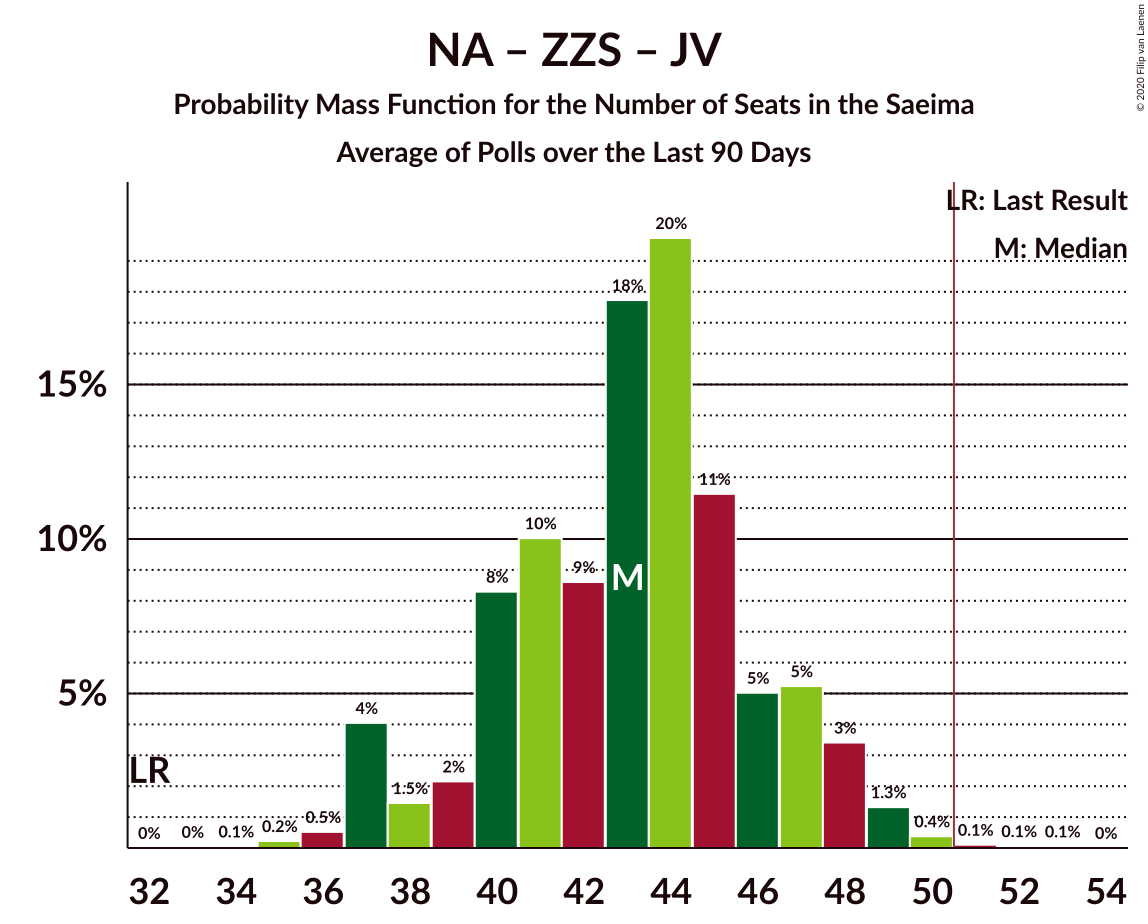 NA – ZZS – JV
Probability Mass Function for the Number of Seats in the Saeima
Average of Polls over the Last 90 Days
© 2020 Filip van Laenen
LR: Last Result
M: Median
20%
18%
15%
11%
10%
10%
9%
8%
M
5%
5%
5%
4%
3%
2%
1.5%
1.3%
LR
0%
0%
0.1%
0.2%
0.5%
0.4%
0.1%
0.1%
0.1%
0%
32 34 36 38 40 42 44 46 48 50 52 54